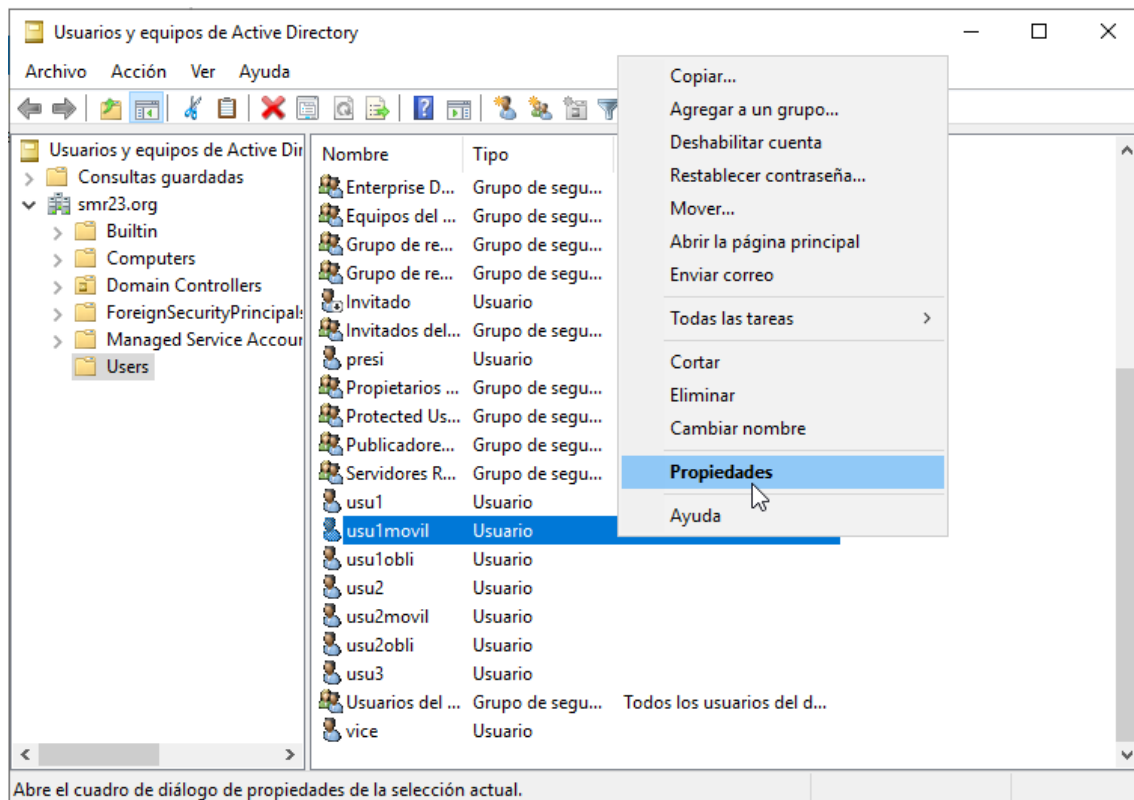 Usuarios y equipos de Active Directory
Archivo Acción Ver Ayuda
Usuarios y equipos de Active Dir
Consultas guardadas
smr23.org
Builtin
Computers
Domain Controllers
ForeignSecurityPrincipals
Managed Service Accour
Users
Nombre Tipo
Enterprise D... Grupo de segu...
Equipos del ... Grupo de segu...
Grupo de re... Grupo de segu...
Grupo de re... Grupo de segu...
Invitado Usuario
Invitados del... Grupo de segu...
presi Usuario
Propietarios ... Grupo de segu...
Protected Us... Grupo de segu...
Publicadore... Grupo de segu...
Servidores R... Grupo de segu...
usu1 Usuario
usu1movil Usuario
usu1obli Usuario
usu2 Usuario
usu2movil Usuario
usu2obli Usuario
usu3 Usuario
Usuarios del ... Grupo de segu... Todos los usuarios del d...
vice Usuario
Copiar...
Agregar a un grupo...
Deshabilitar cuenta
Restablecer contraseña...
Mover...
Abrir la página principal
Enviar correo
Todas las tareas
Cortar
Eliminar
Cambiar nombre
Propiedades
Ayuda
Abre el cuadro de diálogo de propiedades de la selección actual.